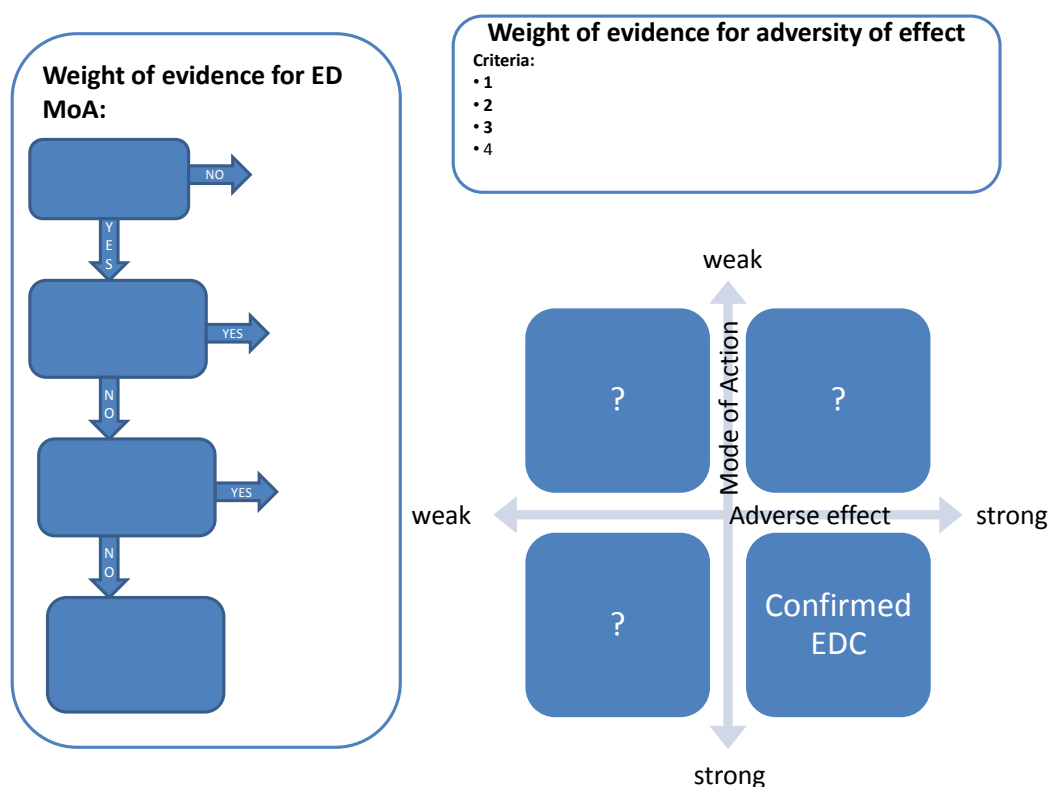 Weight of evidence for ED
MoA:
NO
YES
YES
NO
YES
NO
Weight of evidence for adversity of effect
Criteria:
• 1
• 2
• 3
• 4
weak
?
?
Mode of Action
weak
Adverse effect
strong
?
Confirmed
EDC
strong